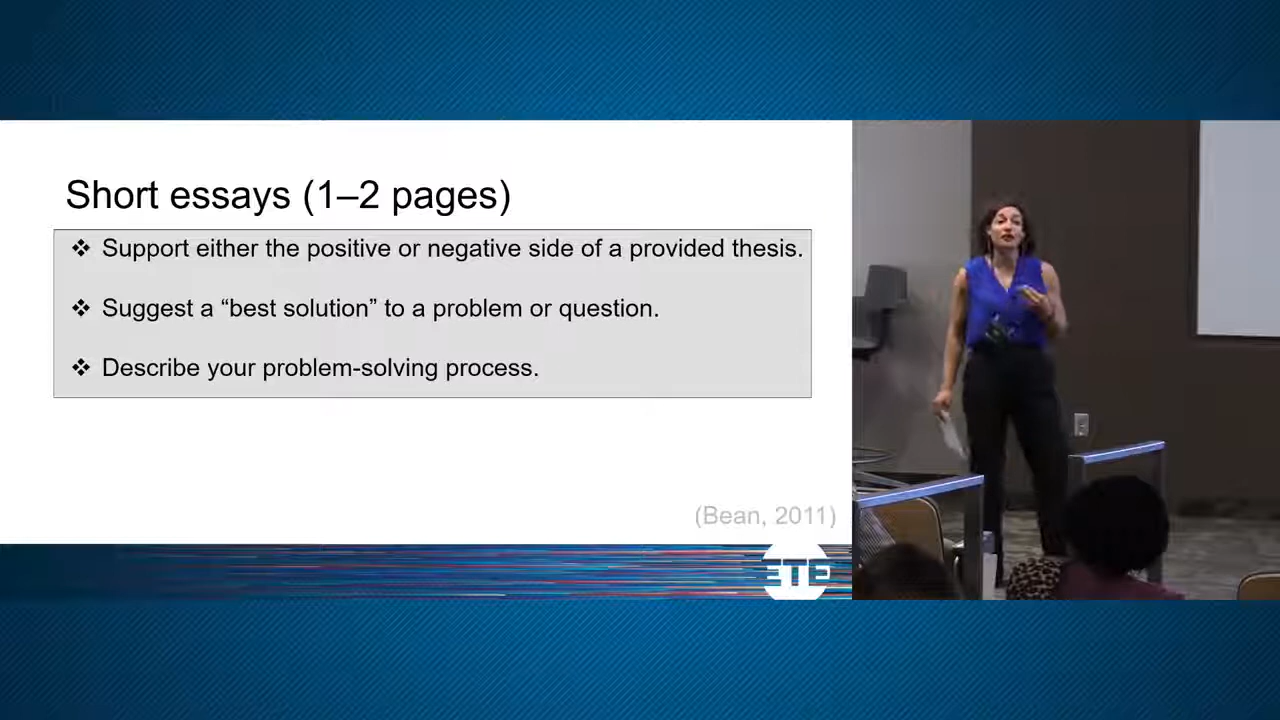 Short essays (1–2 pages)
❖ Support either the positive or negative side of a provided thesis.
❖ Suggest a “best solution” to a problem or question.
❖ Describe your problem-solving process.
(Bean, 2011)
ETE